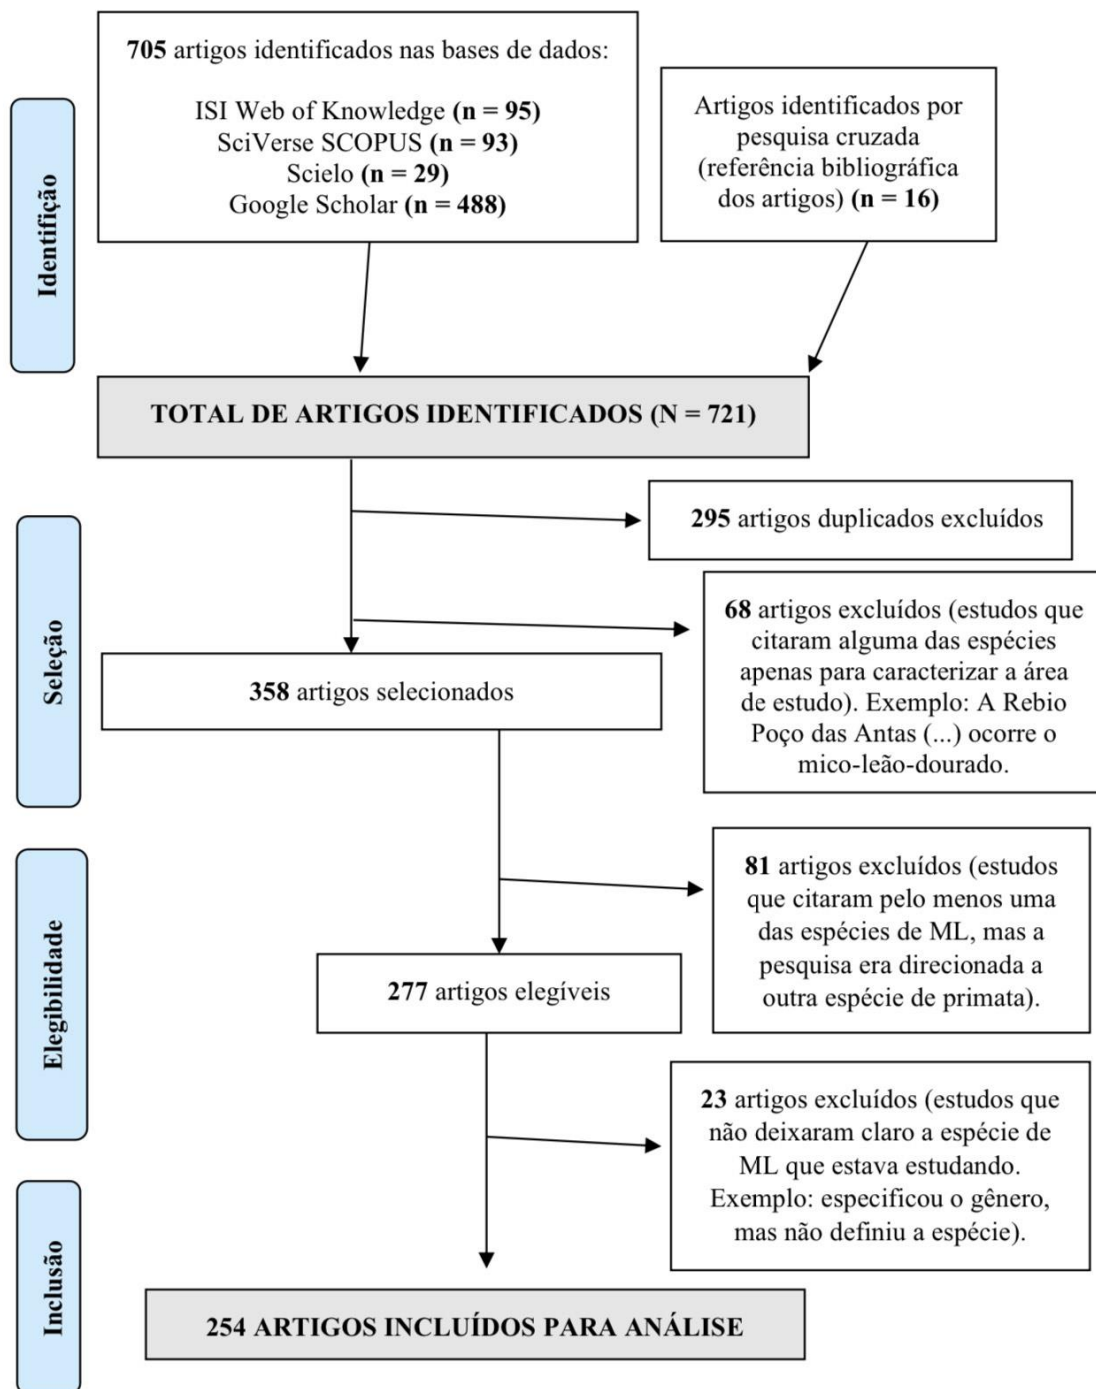 705 artigos identificados nas bases de dados:
ISI Web of Knowledge (n = 95)
SciVerse SCOPUS (n = 93)
Scielo (n = 29)
Google Scholar (n = 488)
Artigos identificados por
pesquisa cruzada
(referência bibliográfica
dos artigos) (n = 16)
Identifição
TOTAL DE ARTIGOS IDENTIFICADOS (N = 721)
295 artigos duplicados excluídos
68 artigos excluídos (estudos que
citaram alguma das espécies
apenas para caracterizar a área
de estudo). Exemplo: A Rebio
Poço das Antas (...) ocorre o
mico-leão-dourado.
Seleção
358 artigos selecionados
81 artigos excluídos (estudos
que citaram pelo menos uma
das espécies de ML, mas a
pesquisa era direcionada a
outra espécie de primata).
Elegibilidade
277 artigos elegíveis
23 artigos excluídos (estudos que
não deixaram claro a espécie de
ML que estava estudando.
Exemplo: especificou o gênero,
mas não definiu a espécie).
Inclusão
254 ARTIGOS INCLUÍDOS PARA ANÁLISE